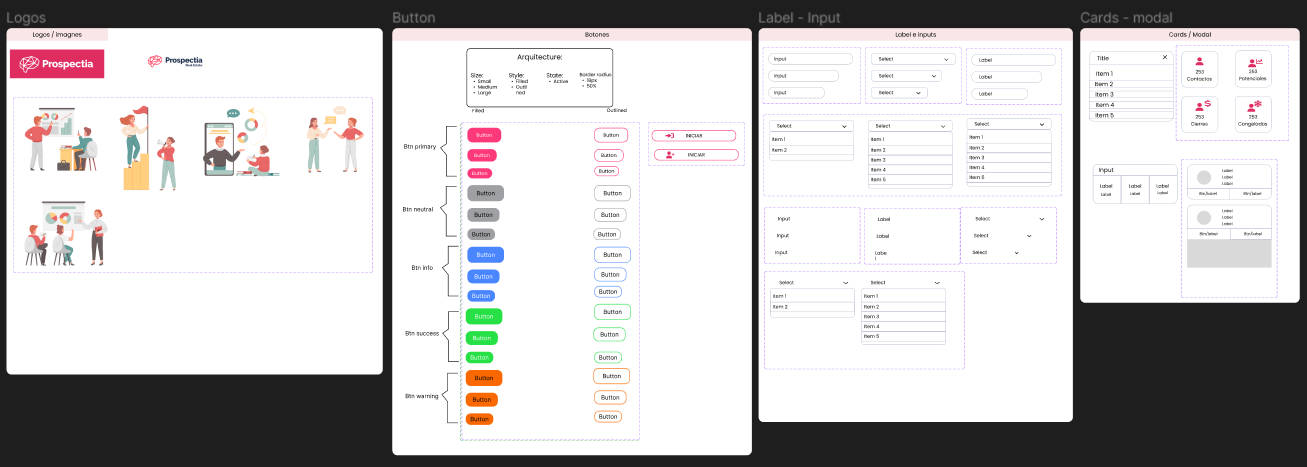 Logos
Logos / imagnes
Prospectia
Prospectia
Real Estate
Button
Botones
Arquitecture:
Size:
Small
Medium
Large
Style:
Filled
Outli
ned
State:
Active
Border radius
19px
50%
Filled
Outlined
Btn primary
Button
Button
Button
Button
Button
Button
INICIAR
INICIAR
Btn neutral
Button
Button
Button
Button
Button
Button
Btn info
Button
Button
Button
Button
Button
Button
Btn success
Button
Button
Button
Button
Button
Button
Btn warning
Button
Button
Button
Button
Button
Button
Label - Input
Label e inputs
Input
Select
Label
Input
Select
Label
Input
Select
Label
Select
Item 1
Item 2
Select
Item 1
Item 2
Item 3
Item 4
Item 5
Select
Item 1
Item 2
Item 3
Item 4
Item 5
Input
Label
Select
Input
Label
Select
Input
Labe
l
Select
Select
Item 1
Item 2
Select
Item 1
Item 2
Item 3
Item 4
Item 5
Cards - modal
Cards / Modal
Title
Item 1
Item 2
Item 3
Item 4
Item 5
253
Contactos
253
Potenciales
253
Cierres
253
Congelados
Input
Label
Label
Label
Label
Label
Label
Label
Label
Label
Btn/label
Btn/label
Label
Label
Label
Btn/label
Btn/label